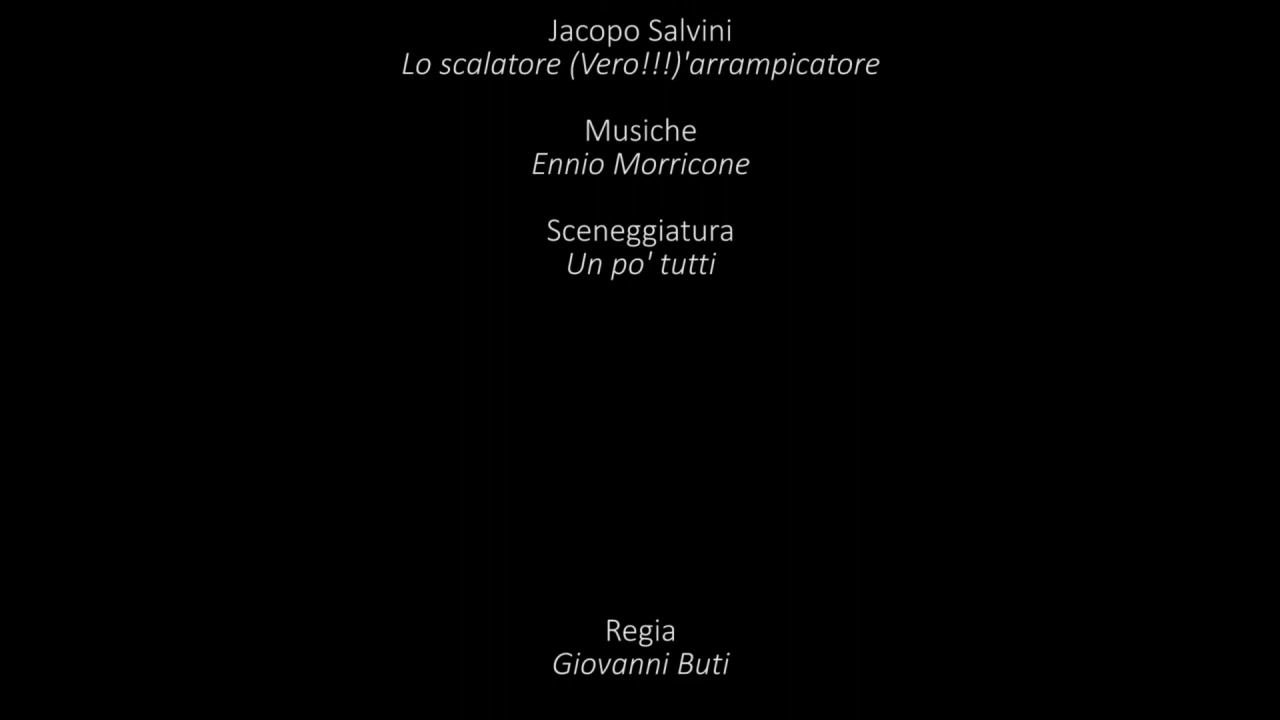 Jacopo Salvini
Lo scalatore (Vero!!!)'arrampicatore
Musiche
Ennio Morricone
Sceneggiatura
Un po' tutti
Regia
Giovanni Buti